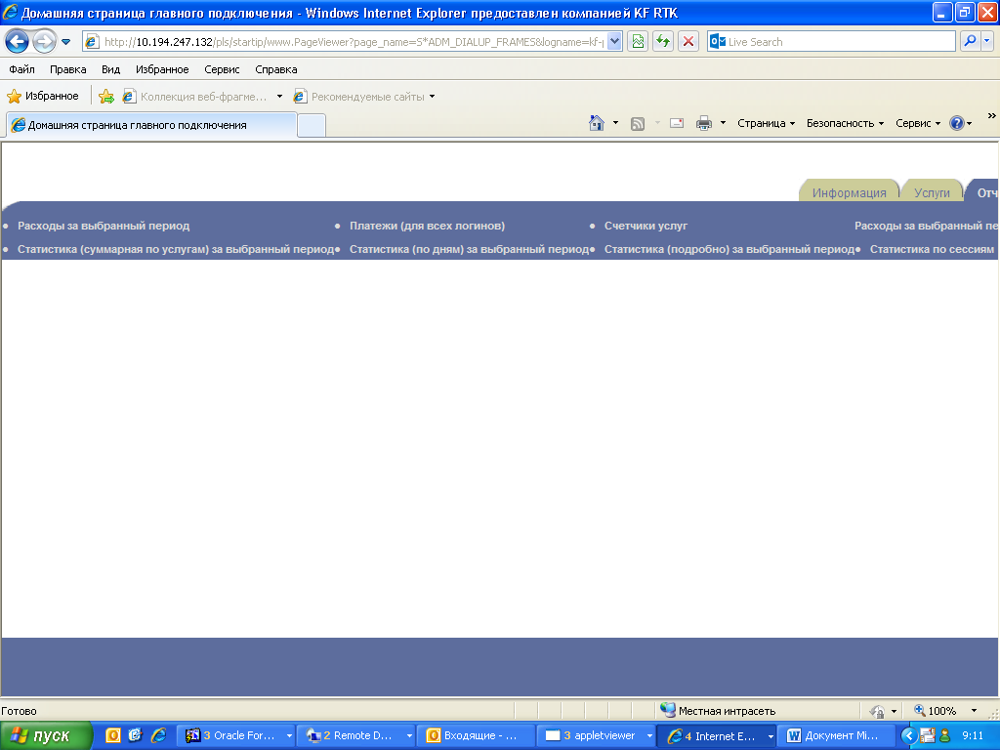 Домашняя страница главного подключения - Windows Internet Explorer предоставлен компанией KF RTK
http://10.194.247.132/pls/startip/www.PageViewer?page_name=S*ADM_DIALUP_FRAMES&logname=kf-
Live Search
Файл Правка Вид Избранное Сервис Справка
Избранное Коллекция веб-фрагме... Рекомендуемые сайты
Домашняя страница главного подключения Страница Безопасность Сервис »
Информация Услуги Отч
• Расходы за выбранный период • Платежи (для всех логинов) • Счетчики услуг Расходы за выбранный пе
• Статистика (суммарная по услугам) за выбранный период• Статистика (по дням) за выбранный период• Статистика (подробно) за выбранный период• Статистика по сессиям
Готово Местная интрасеть 100%
пуск 3 Oracle For... 2 Remote D... Входящие - ... 3 appletviewer 4 Internet E... Документ Mi... 9:11